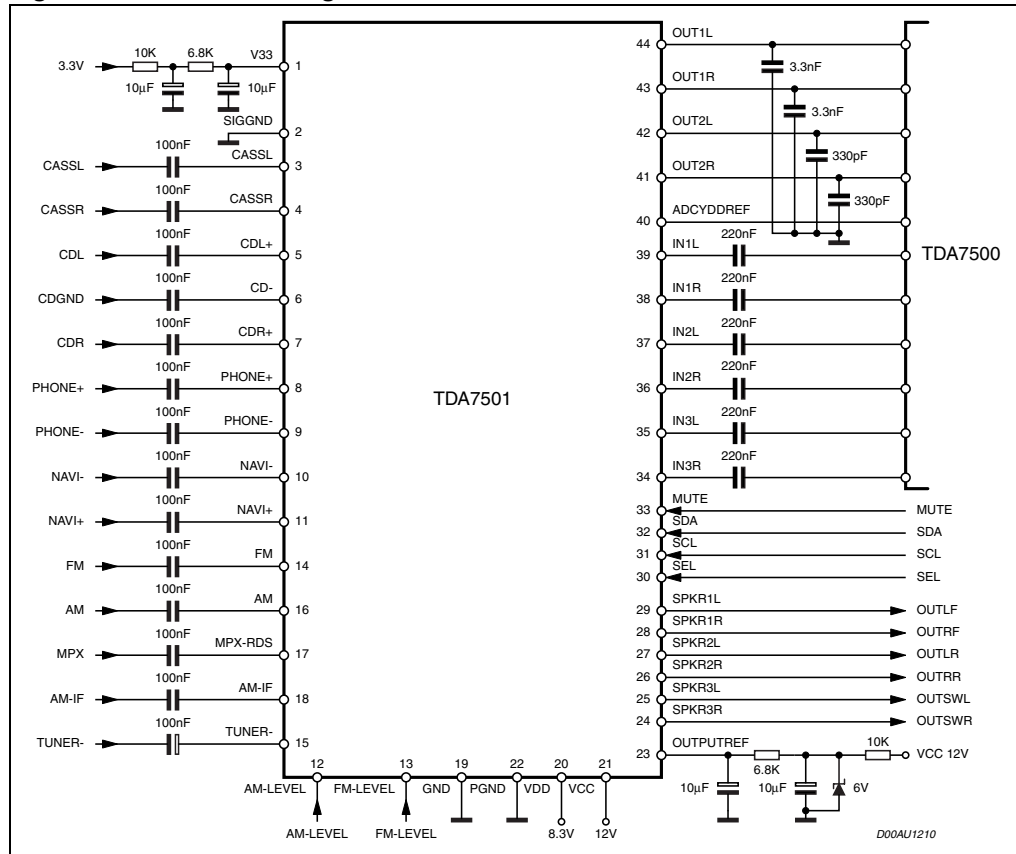 3.3V
10K
6.8K
V33
1
10μF
10μF
SIGGND
2
100nF
CASSL
CASSL
3
100nF
CASSR
CASSR
4
100nF
CDL
CDL+
5
100nF
CDGND
CD-
6
100nF
CDR
CDR+
7
100nF
PHONE+
PHONE+
8
100nF
PHONE-
PHONE-
9
100nF
NAVI-
NAVI-
10
100nF
NAVI+
NAVI+
11
100nF
FM
FM
14
100nF
AM
AM
16
100nF
MPX
MPX-RDS
17
100nF
AM-IF
AM-IF
18
100nF
TUNER-
TUNER-
15
TDA7501
44
OUT1L
3.3nF
43
OUT1R
3.3nF
42
OUT2L
330pF
41
OUT2R
330pF
40
ADCYDDREF
39
IN1L
220nF
38
IN1R
220nF
37
IN2L
220nF
36
IN2R
220nF
35
IN3L
220nF
34
IN3R
220nF
TDA7500
33
MUTE
MUTE
32
SDA
SDA
31
SCL
SCL
30
SEL
SEL
29
SPKR1L
OUTLF
28
SPKR1R
OUTRF
27
SPKR2L
OUTLR
26
SPKR2R
OUTRR
25
SPKR3L
OUTSWL
24
SPKR3R
OUTSWR
23
OUTPUTREF
6.8K
10K
VCC 12V
10μF
10μF
6V
12
13
19
22
20
21
AM-LEVEL
FM-LEVEL
GND
PGND
VDD
VCC
AM-LEVEL
FM-LEVEL
8.3V
12V
D00AU1210